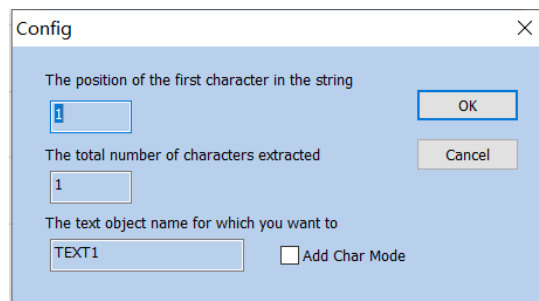 Config
The position of the first character in the string
1
OK
The total number of characters extracted
Cancel
1
The text object name for which you want to
TEXT1
Add Char Mode